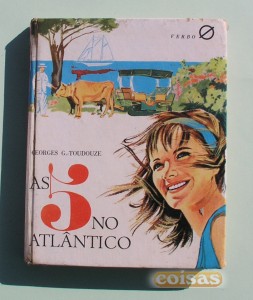 VERBO
GEORGES G. TOUDOUZE
AS 5 NO
ATLÂNTICO
coisas